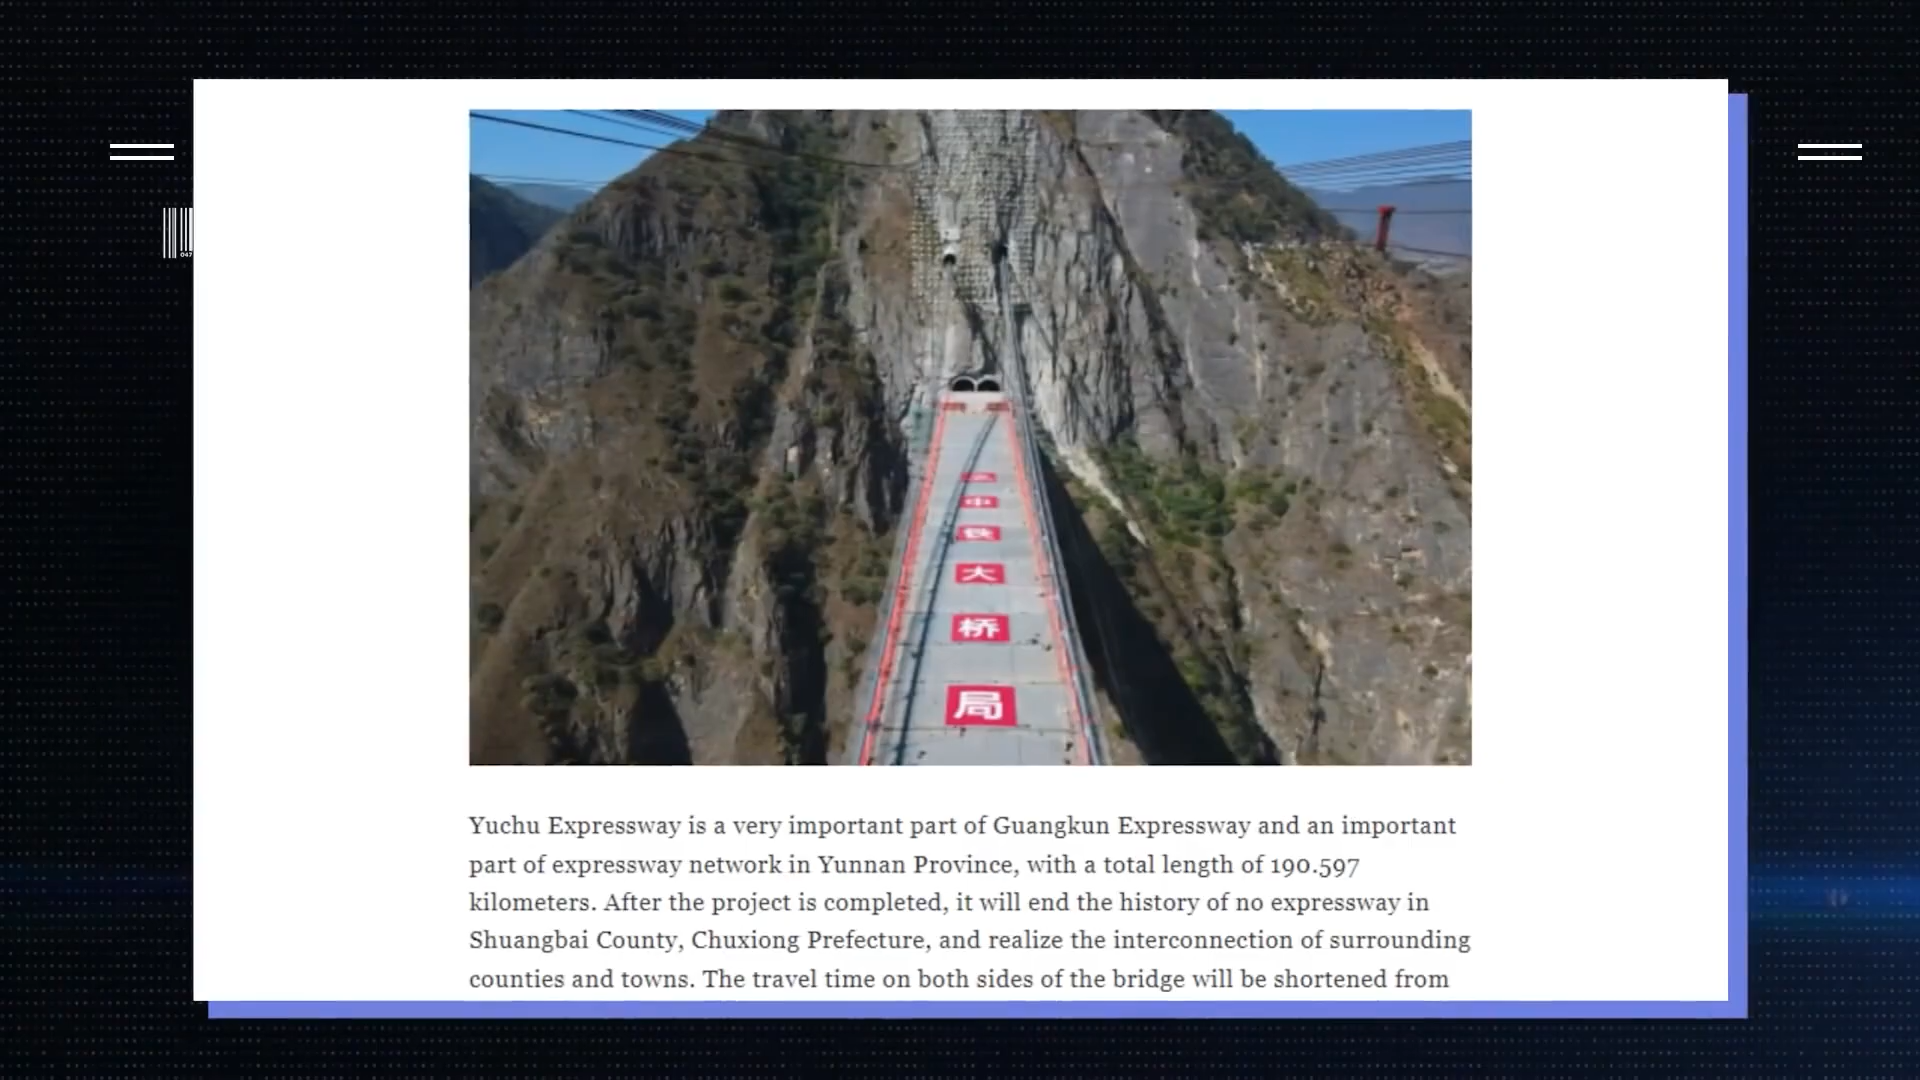 中
铁
大
桥
局
Yuchu Expressway is a very important part of Guangkun Expressway and an important
part of expressway network in Yunnan Province, with a total length of 190.597
kilometers. After the project is completed, it will end the history of no expressway in
Shuangbai County, Chuxiong Prefecture, and realize the interconnection of surrounding
counties and towns. The travel time on both sides of the bridge will be shortened from
047